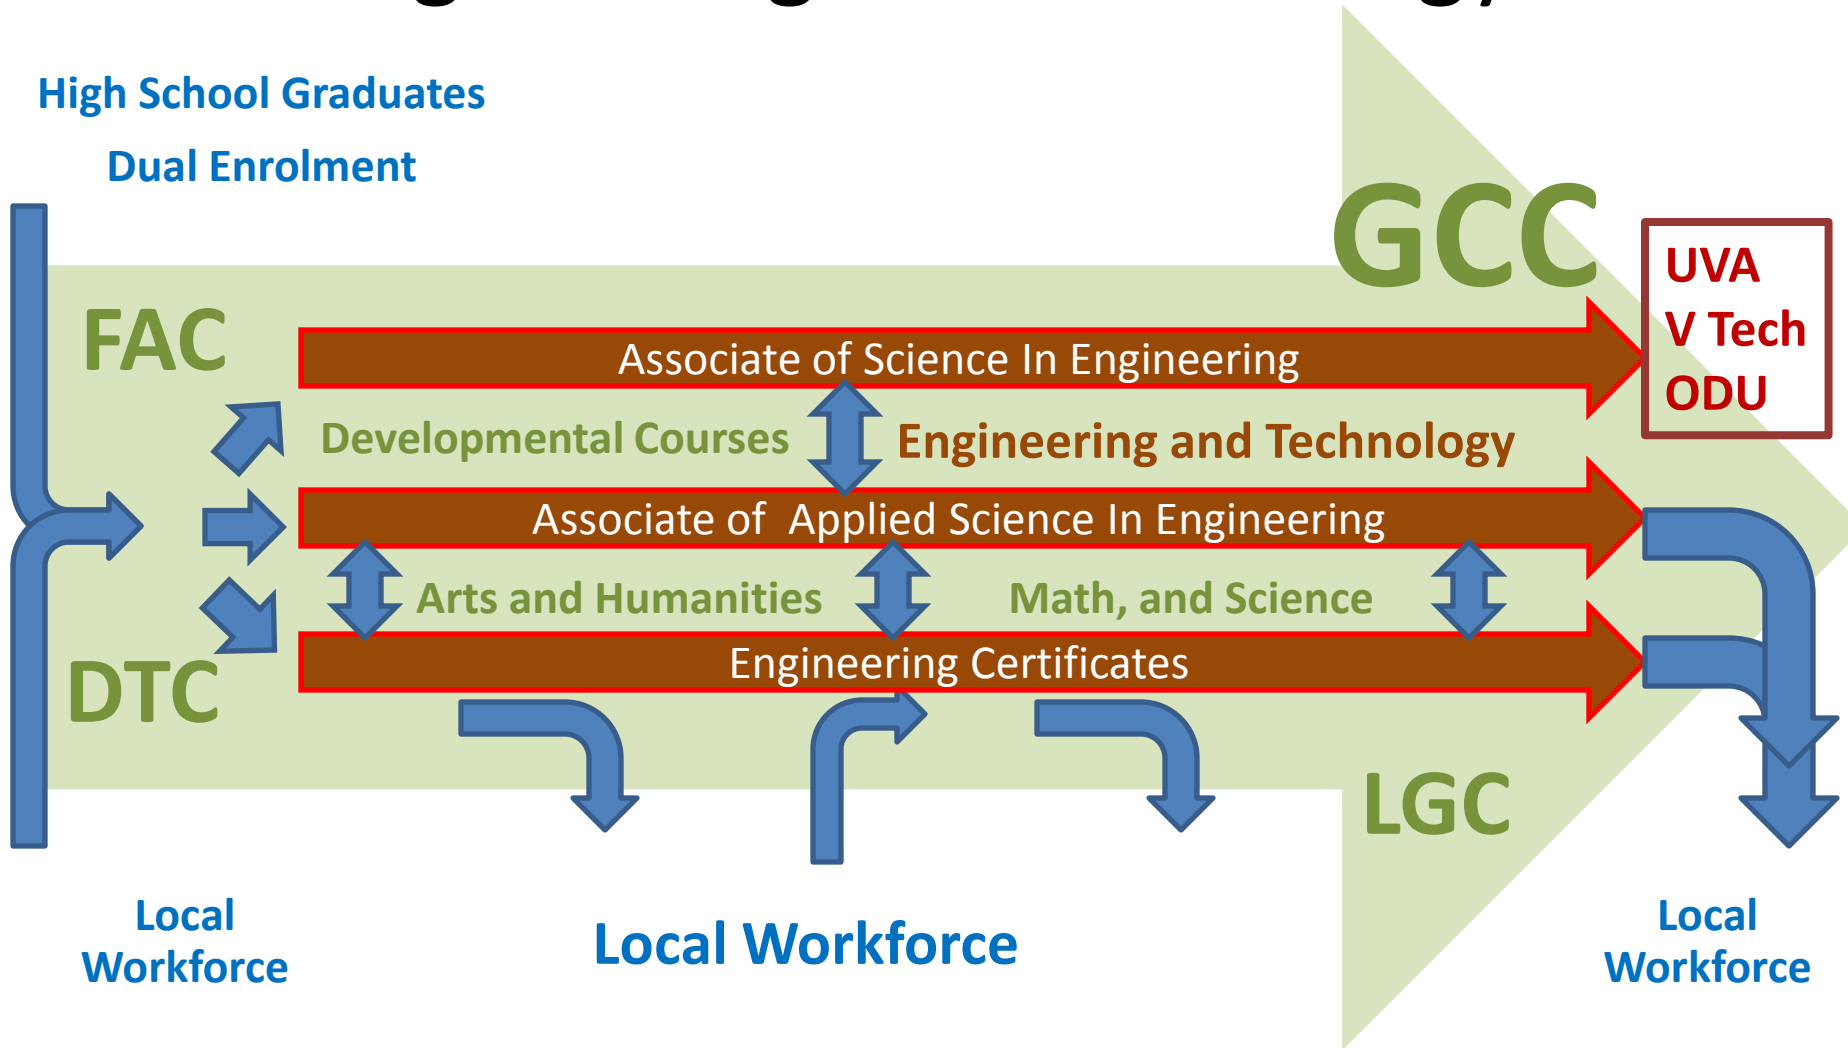 High School Graduates
Dual Enrolment
GCC
UVA
V Tech
ODU
FAC
Associate of Science In Engineering
Developmental Courses
Engineering and Technology
Associate of  Applied Science In Engineering
Arts and Humanities
Math, and Science
Engineering Certificates
DTC
LGC
Local
Workforce
Local Workforce
Local
Workforce